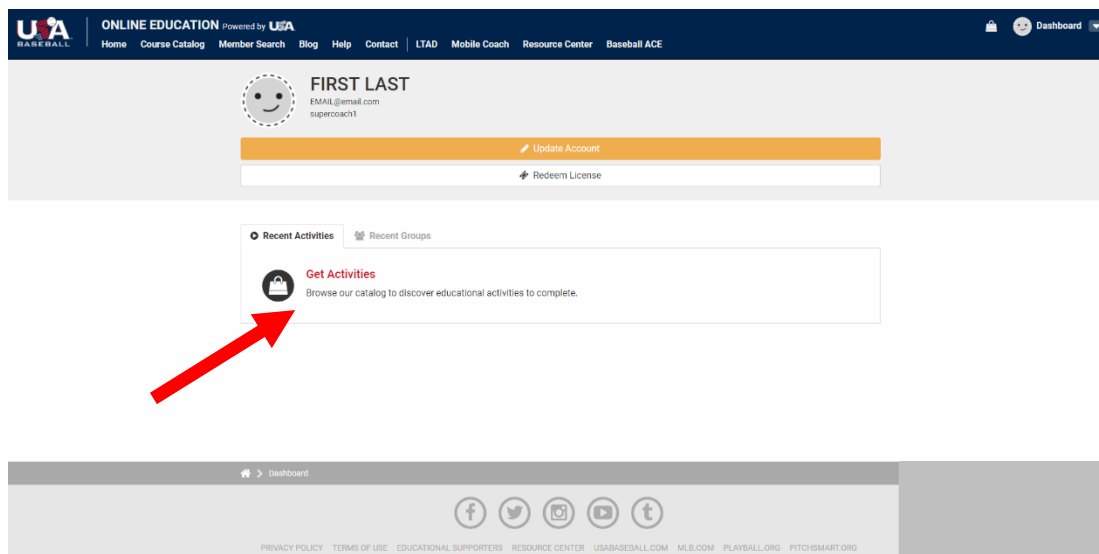 USA
BASEBALL
ONLINE EDUCATION Powered by USA
Home Course Catalog Member Search Blog Help Contact | LTAD Mobile Coach Resource Center Baseball ACE
Dashboard
FIRST LAST
EMAIL@email.com
supercoach1
Update Account
Redeem License
Recent Activities Recent Groups
Get Activities
Browse our catalog to discover educational activities to complete.
Dashboard
PRIVACY POLICY TERMS OF USE EDUCATIONAL SUPPORTERS RESOURCE CENTER USABASEBALL.COM MLB.COM PLAYBALL.ORG PITCHSMART.ORG